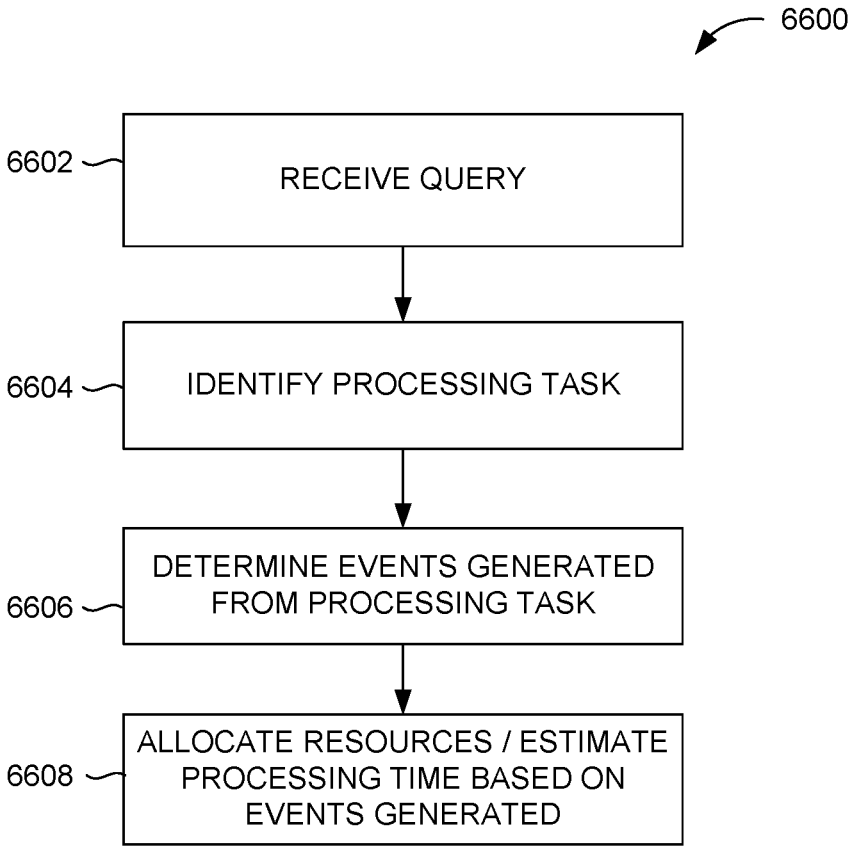 6600
6602
RECEIVE QUERY
6604
IDENTIFY PROCESSING TASK
DETERMINE EVENTS GENERATED
FROM PROCESSING TASK
6606
ALLOCATE RESOURCES / ESTIMATE
PROCESSING TIME BASED ON
EVENTS GENERATED
6608